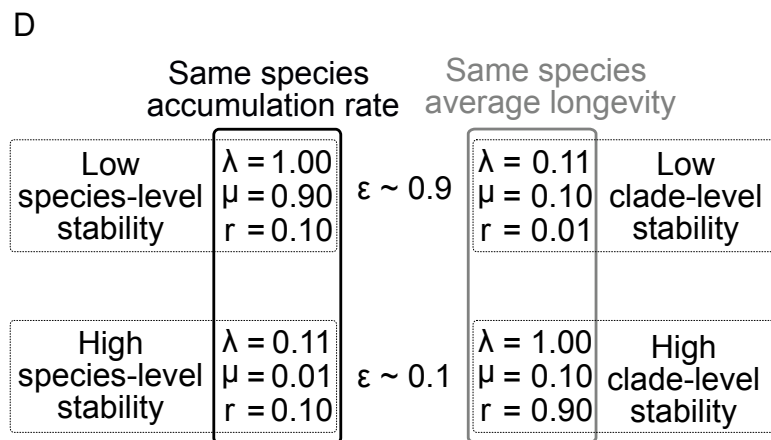 D
Same species
accumulation rate
Same species
average longevity
Low
species-level
stability
λ = 1.00
μ = 0.90
r = 0.10
ε ~ 0.9
λ = 0.11
μ = 0.10
r = 0.01
Low
clade-level
stability
High
species-level
stability
λ = 0.11
μ = 0.01
r = 0.10
ε ~ 0.1
λ = 1.00
μ = 0.10
r = 0.90
High
clade-level
stability